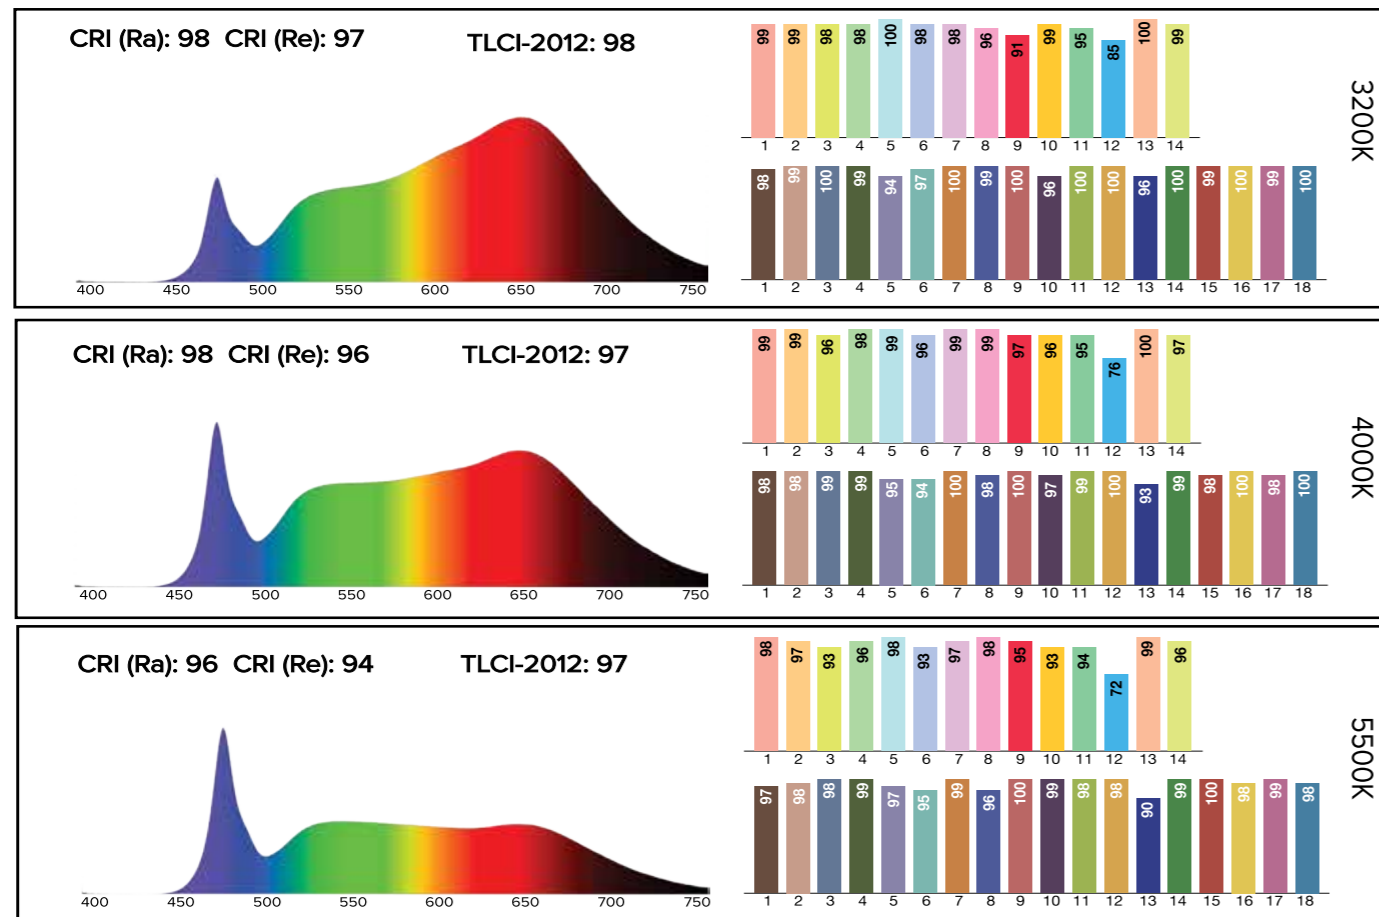 CRI (Ra): 98 CRI (Re): 97 TLCI-2012: 98
99 99 98 98 100 98 98 96 91 99 95 85 100 99
1 2 3 4 5 6 7 8 9 10 11 12 13 14
98 99 100 99 94 97 100 99 100 96 100 100 96 100 99 100 99 100
1 2 3 4 5 6 7 8 9 10 11 12 13 14 15 16 17 18
400 450 500 550 600 650 700 750
3200K
CRI (Ra): 98 CRI (Re): 96 TLCI-2012: 97
99 99 96 98 99 96 99 99 97 96 95 76 100 97
1 2 3 4 5 6 7 8 9 10 11 12 13 14
98 98 99 99 95 94 100 98 100 97 99 100 93 99 98 100 98 100
1 2 3 4 5 6 7 8 9 10 11 12 13 14 15 16 17 18
400 450 500 550 600 650 700 750
4000K
CRI (Ra): 96 CRI (Re): 94 TLCI-2012: 97
98 97 93 96 98 93 97 98 95 93 94 72 99 96
1 2 3 4 5 6 7 8 9 10 11 12 13 14
97 98 98 99 97 95 99 96 100 99 98 98 90 99 100 98 99 98
1 2 3 4 5 6 7 8 9 10 11 12 13 14 15 16 17 18
400 450 500 550 600 650 700 750
5500K